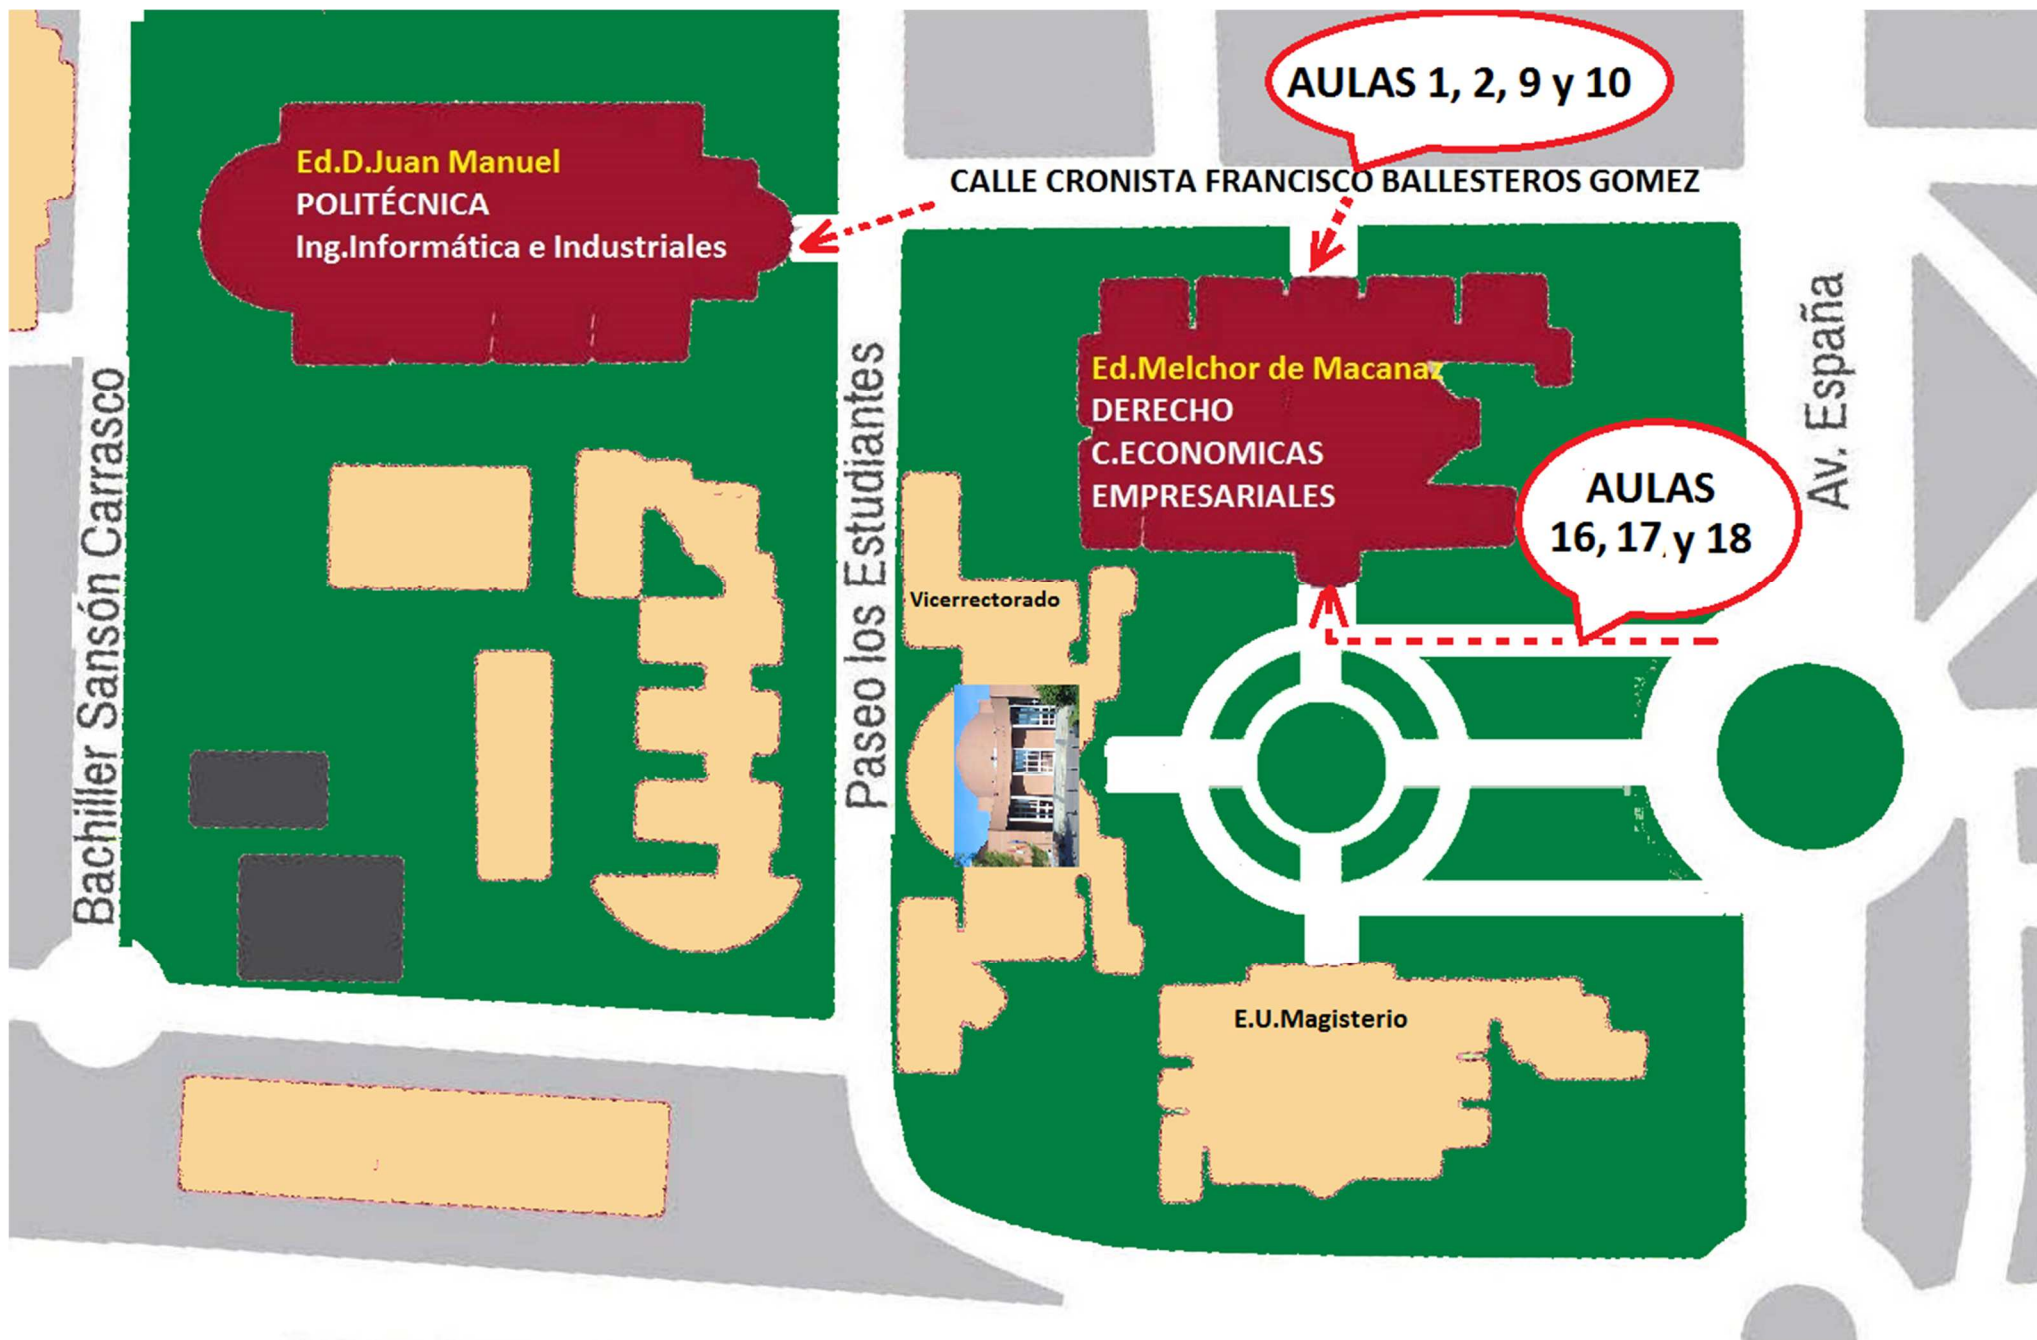 AULAS 1, 2, 9 y 10
CALLE CRONISTA FRANCISCO BALLESTEROS GOMEZ
Ed.D.Juan Manuel
POLITÉCNICA
Ing.Informática e Industriales
Ed.Melchor de Macanaz
DERECHO
C.ECONOMICAS
EMPRESARIALES
Av. España
AULAS
16, 17, y 18
Bachiller Sansón Carrasco
Paseo los Estudiantes
Vicerrectorado
E.U.Magisterio